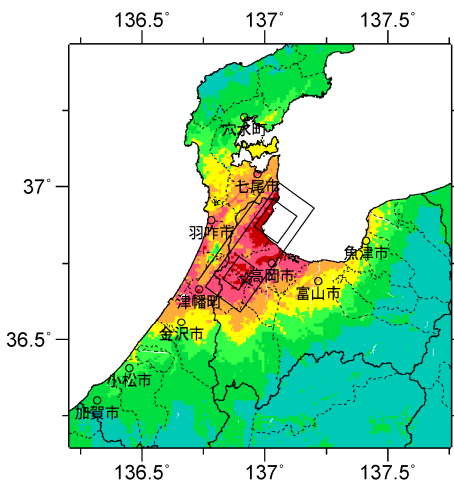 136.5° 137° 137.5°
穴水町
37°
七尾市
羽咋市
魚津市
高岡市
富山市
津幡町
36.5°
金沢市
小松市
加賀市
136.5° 137° 137.5°